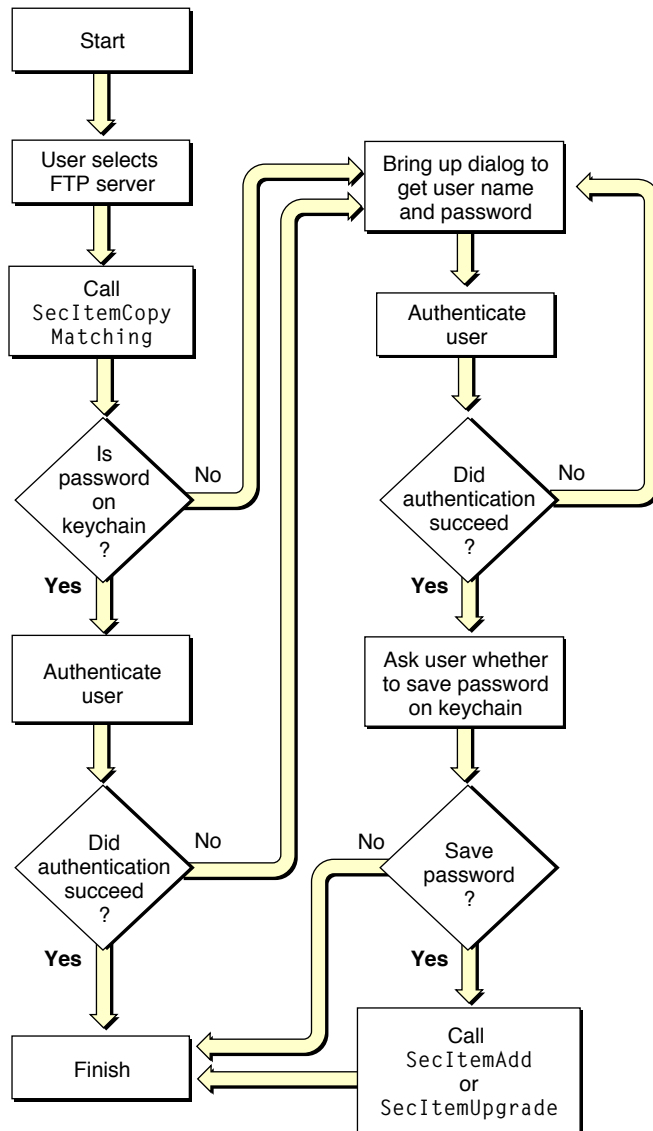 Start
User selects
FTP server
Call
SecItemCopy
Matching
Is
password
on
keychain
?
No
Yes
Authenticate
user
Did
authentication
succeed
?
No
Yes
Finish
Bring up dialog to
get user name
and password
Authenticate
user
Did
authentication
succeed
?
No
Yes
Ask user whether
to save password
on keychain
Save
password
?
No
Yes
Call
SecItemAdd
or
SecItemUpgrade